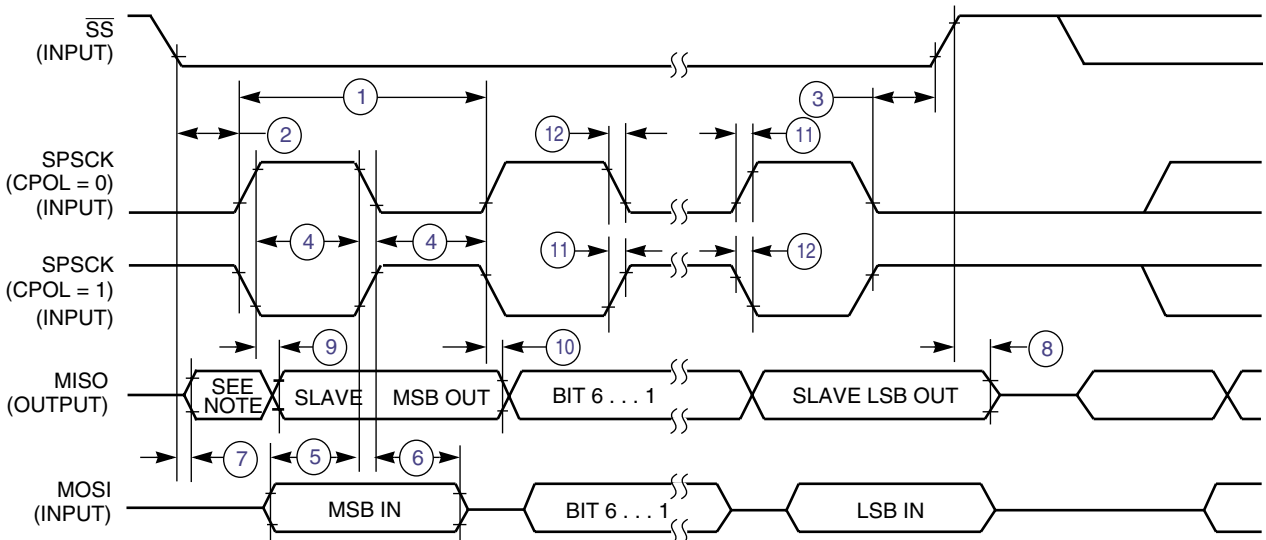 SS
(INPUT)
1
3
2
12
11
SPSCK
(CPOL = 0)
(INPUT)
4
4
11
12
SPSCK
(CPOL = 1)
(INPUT)
9
10
8
MISO
(OUTPUT)
SEE
NOTE
SLAVE
MSB OUT
BIT 6 . . . 1
SLAVE LSB OUT
7
5
6
MOSI
(INPUT)
MSB IN
BIT 6 . . . 1
LSB IN